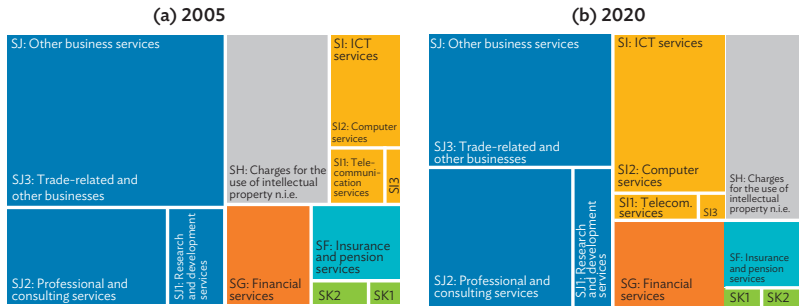 (a) 2005
SJ: Other business services
SJ3: Trade-related and
other businesses
SJ2: Professional and
consulting services
SJ1: Research
and development
services
SH: Charges for the
use of intellectual
property n.i.e.
SI: ICT
services
SI2: Computer
services
SI1: Tele-
communi-
cation
services
SI3
SG: Financial
services
SF: Insurance
and pension
services
SK2
SK1
(b) 2020
SJ: Other business services
SJ3: Trade-related
and other businesses
SJ2: Professional and
consulting services
SJ1: Research
and development
services
SI: ICT services
SI2: Computer services
SI1: Telecom.
services
SI3
SH: Charges
for the use of
intellectual
property n.i.e.
SG: Financial
services
SF: Insurance
and pension
services
SK1
SK2